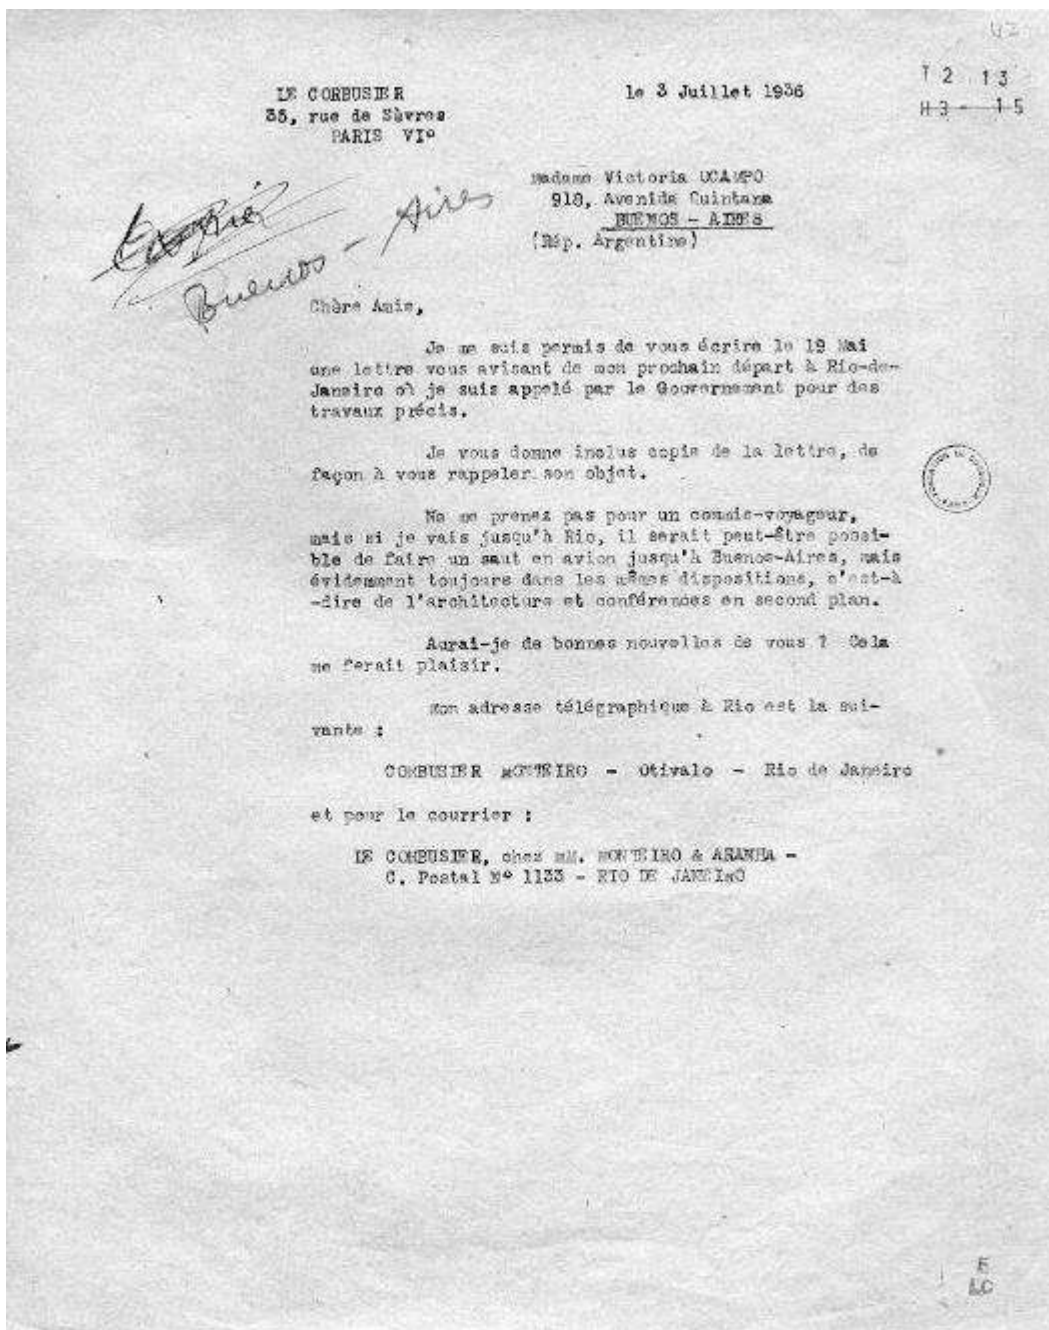 T 2 13
H 3 - 15
LE CORBUSIER
35, rue de Sèvres
PARIS VI°
le 3 Juillet 1936
Madame Victoria OCAMPO
918, Avenida Quintana
BUENOS - AIRES
(Rép. Argentine)
Buenos - Aires
Chère Amie,
Je me suis permis de vous écrire le 19 Mai
une lettre vous avisant de mon prochain départ à Rio-de-
Janeiro où je suis appelé par le Gouvernement pour des
travaux précis.
Je vous donne inclus copie de la lettre, de
façon à vous rappeler son objet.
Ne me prenez pas pour un commis-voyageur,
mais si je vais jusqu'à Rio, il serait peut-être possi-
ble de faire un saut en avion jusqu'à Buenos-Aires, mais
évidemment toujours dans les mêmes dispositions, c'est-à
-dire de l'architecture et conférences en second plan.
Aurai-je de bonnes nouvelles de vous ? Cela
me ferait plaisir.
Mon adresse télégraphique à Rio est la sui-
vante :
CORBUSIER MONTEIRO - Otivalo - Rio de Janeiro
et pour le courrier :
LE CORBUSIER, chez MM. MONTEIRO & ARANHA -
C. Postal N° 1133 - RIO DE JANEIRO